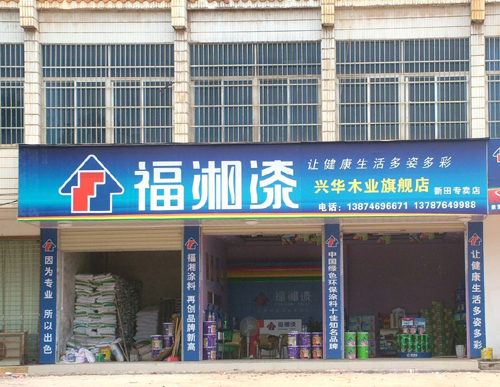 福湘漆
让健康生活多姿多彩
兴华木业旗舰店 新田专卖店
电话：13874696671 13787649988
因为专业 所以出色
福湘涂料 再创品牌新高
中国绿色环保涂料十佳知名品牌
让健康生活多姿多彩
福湘漆
福湘漆